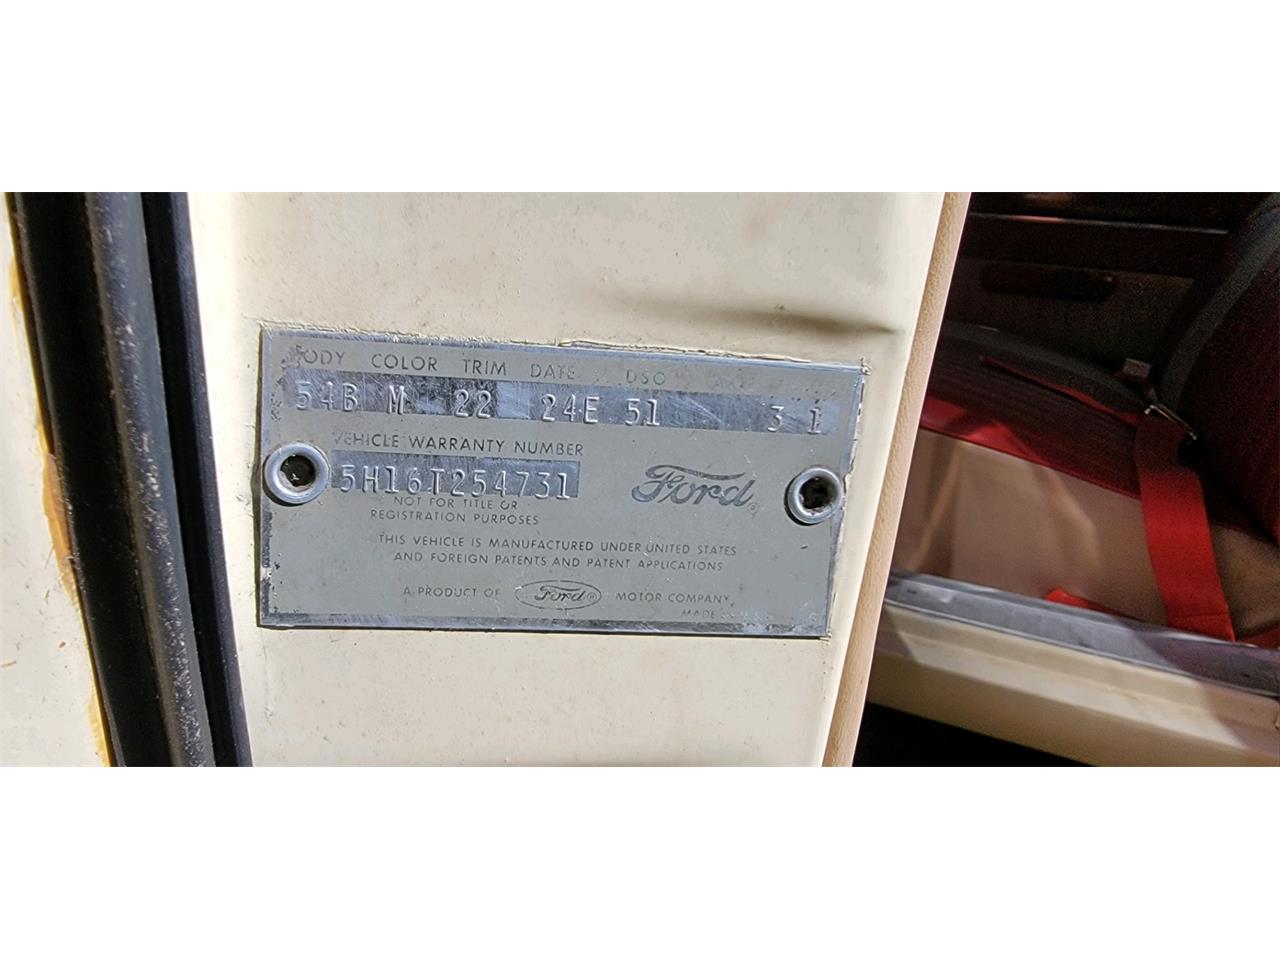 BODY COLOR TRIM DATE DSO
54B M 22 24E 51 3 1
VEHICLE WARRANTY NUMBER
5H16T254731
Ford®
NOT FOR TITLE OR
REGISTRATION PURPOSES
THIS VEHICLE IS MANUFACTURED UNDER UNITED STATES
AND FOREIGN PATENTS AND PATENT APPLICATIONS
A PRODUCT OF Ford® MOTOR COMPANY
MADE